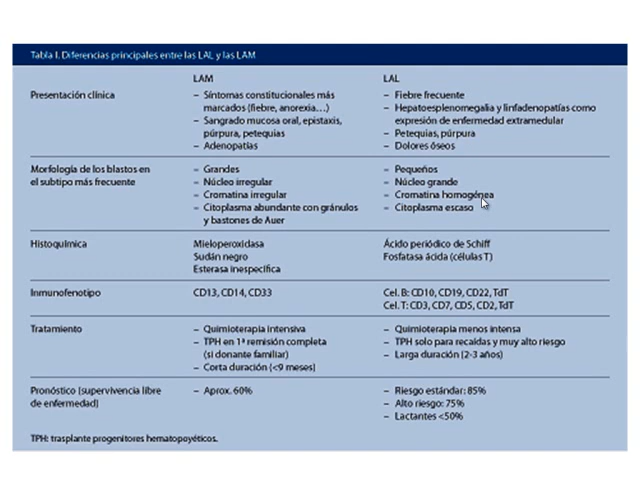 Tabla I. Diferencias principales entre las LAL y las LAM
LAM LAL
Presentación clínica
– Síntomas constitucionales más
marcados (fiebre, anorexia…)
– Sangrado mucosa oral, epistaxis,
púrpura, petequias
– Adenopatías
– Fiebre frecuente
– Hepatoesplenomegalia y linfadenopatías como
expresión de enfermedad extramedular
– Petequias, púrpura
– Dolores óseos
Morfología de los blastos en
el subtipo más frecuente
– Grandes
– Núcleo irregular
– Cromatina irregular
– Citoplasma abundante con gránulos
y bastones de Auer
– Pequeños
– Núcleo grande
– Cromatina homogénea
– Citoplasma escaso
Histoquímica
Mieloperoxidasa
Sudán negro
Esterasa inespecífica
Ácido periódico de Schiff
Fosfatasa ácida (células T)
Inmunofenotipo
CD13, CD14, CD33
Cel. B: CD10, CD19, CD22, TdT
Cel. T: CD3, CD7, CD5, CD2, TdT
Tratamiento
– Quimioterapia intensiva
– TPH en 1ª remisión completa
(si donante familiar)
– Corta duración (<9 meses)
– Quimioterapia menos intensa
– TPH solo para recaídas y muy alto riesgo
– Larga duración (2-3 años)
Pronóstico (supervivencia libre
de enfermedad)
– Aprox. 60%
– Riesgo estándar: 85%
– Alto riesgo: 75%
– Lactantes <50%
TPH: trasplante progenitores hematopoyéticos.